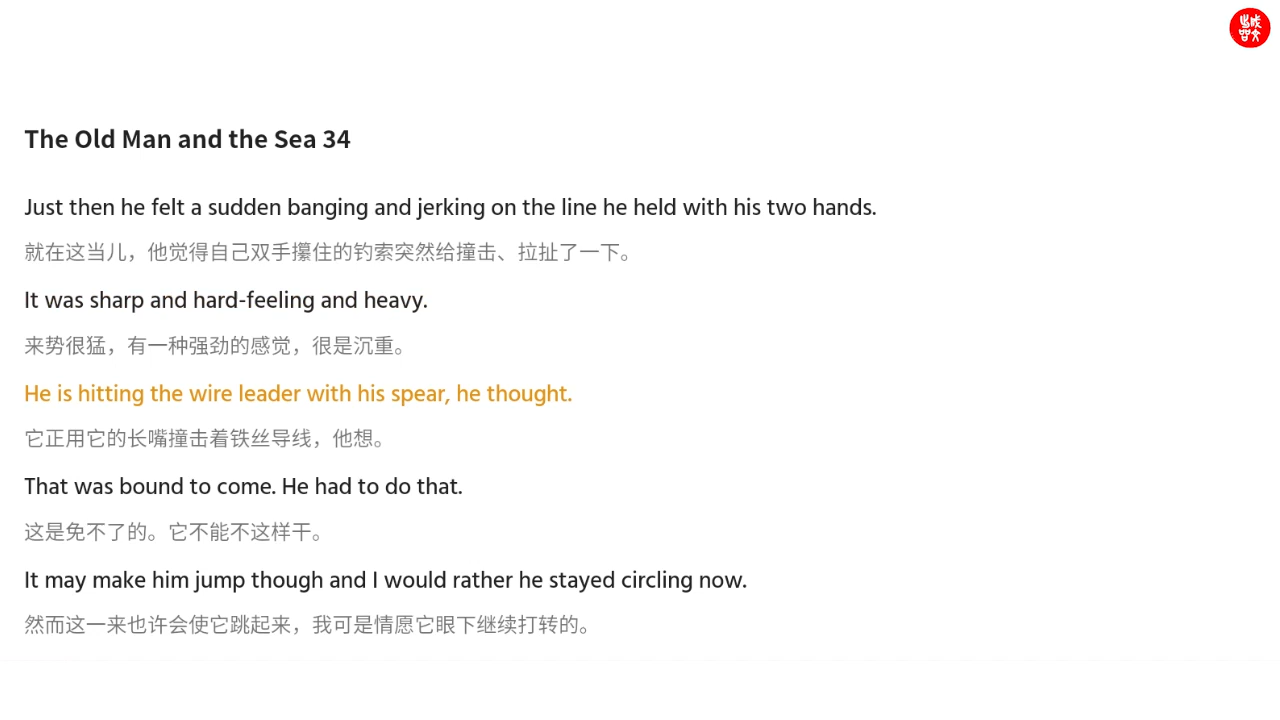 The Old Man and the Sea 34
Just then he felt a sudden banging and jerking on the line he held with his two hands.
就在这当儿，他觉得自己双手攥住的钓索突然给撞击、拉扯了一下。
It was sharp and hard-feeling and heavy.
来势很猛，有一种强劲的感觉，很是沉重。
He is hitting the wire leader with his spear, he thought.
它正用它的长嘴撞击着铁丝导线，他想。
That was bound to come. He had to do that.
这是免不了的。它不能不这样干。
It may make him jump though and I would rather he stayed circling now.
然而这一来也许会使它跳起来，我可是情愿它眼下继续打转的。